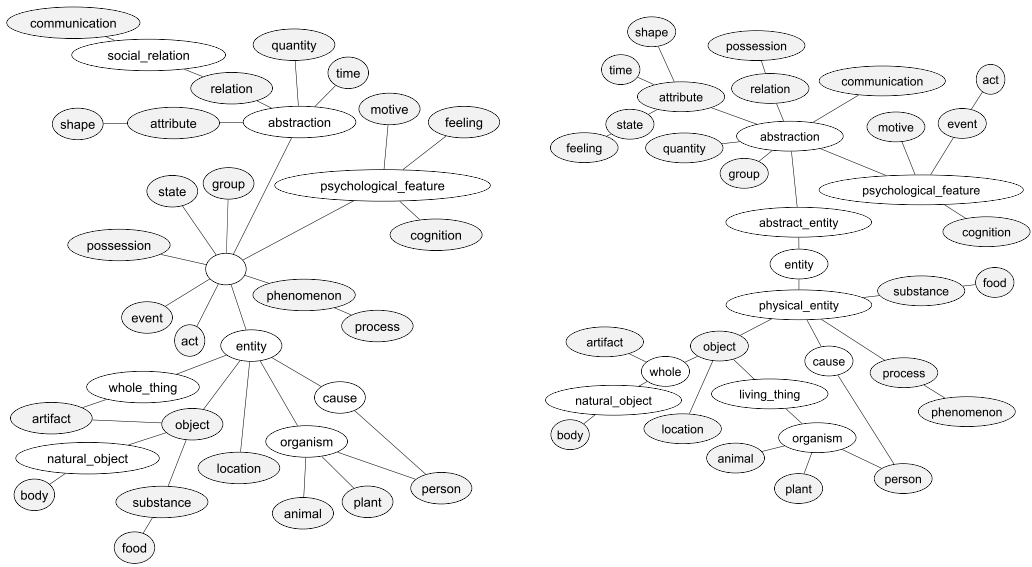 communication
social_relation
quantity
time
relation
shape
attribute
abstraction
motive
feeling
psychological_feature
cognition
state
group
possession
phenomenon
process
event
act
entity
whole_thing
cause
artifact
object
natural_object
organism
location
body
substance
animal
plant
person
food
shape
possession
time
attribute
relation
communication
act
state
motive
event
feeling
quantity
abstraction
group
psychological_feature
abstract_entity
cognition
entity
substance
food
physical_entity
artifact
object
cause
whole
process
natural_object
living_thing
phenomenon
location
body
organism
animal
person
plant